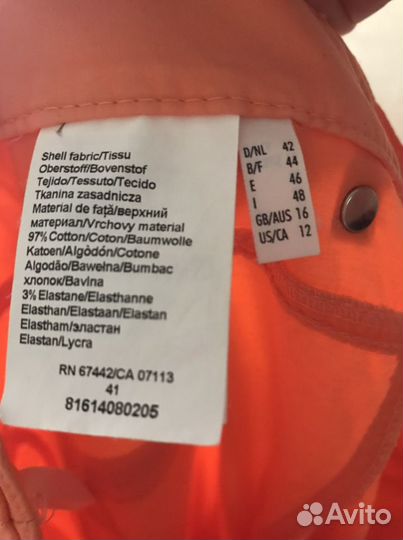 Shell fabric/Tissu
Oberstoff/Bovenstof
Tejido/Tessuto/Tecido
Tkanina zasadnicza
Material de faţă/верхний
материал/Vrchovy material
97% Cotton/Coton/Baumwolle
Katoen/Algódón/Cotone
Algodão/Bawełna/Bumbac
хлопок/Bavlna
3% Elastane/Elasthanne
Elasthan/Elastaan/Elastan
Elastham/эластан
Elastan/Lycra
RN 67442/CA 07113
41
81614080205
D/NL 42
B/F 44
E 46
I 48
GB/AUS 16
US/CA 12
Avito